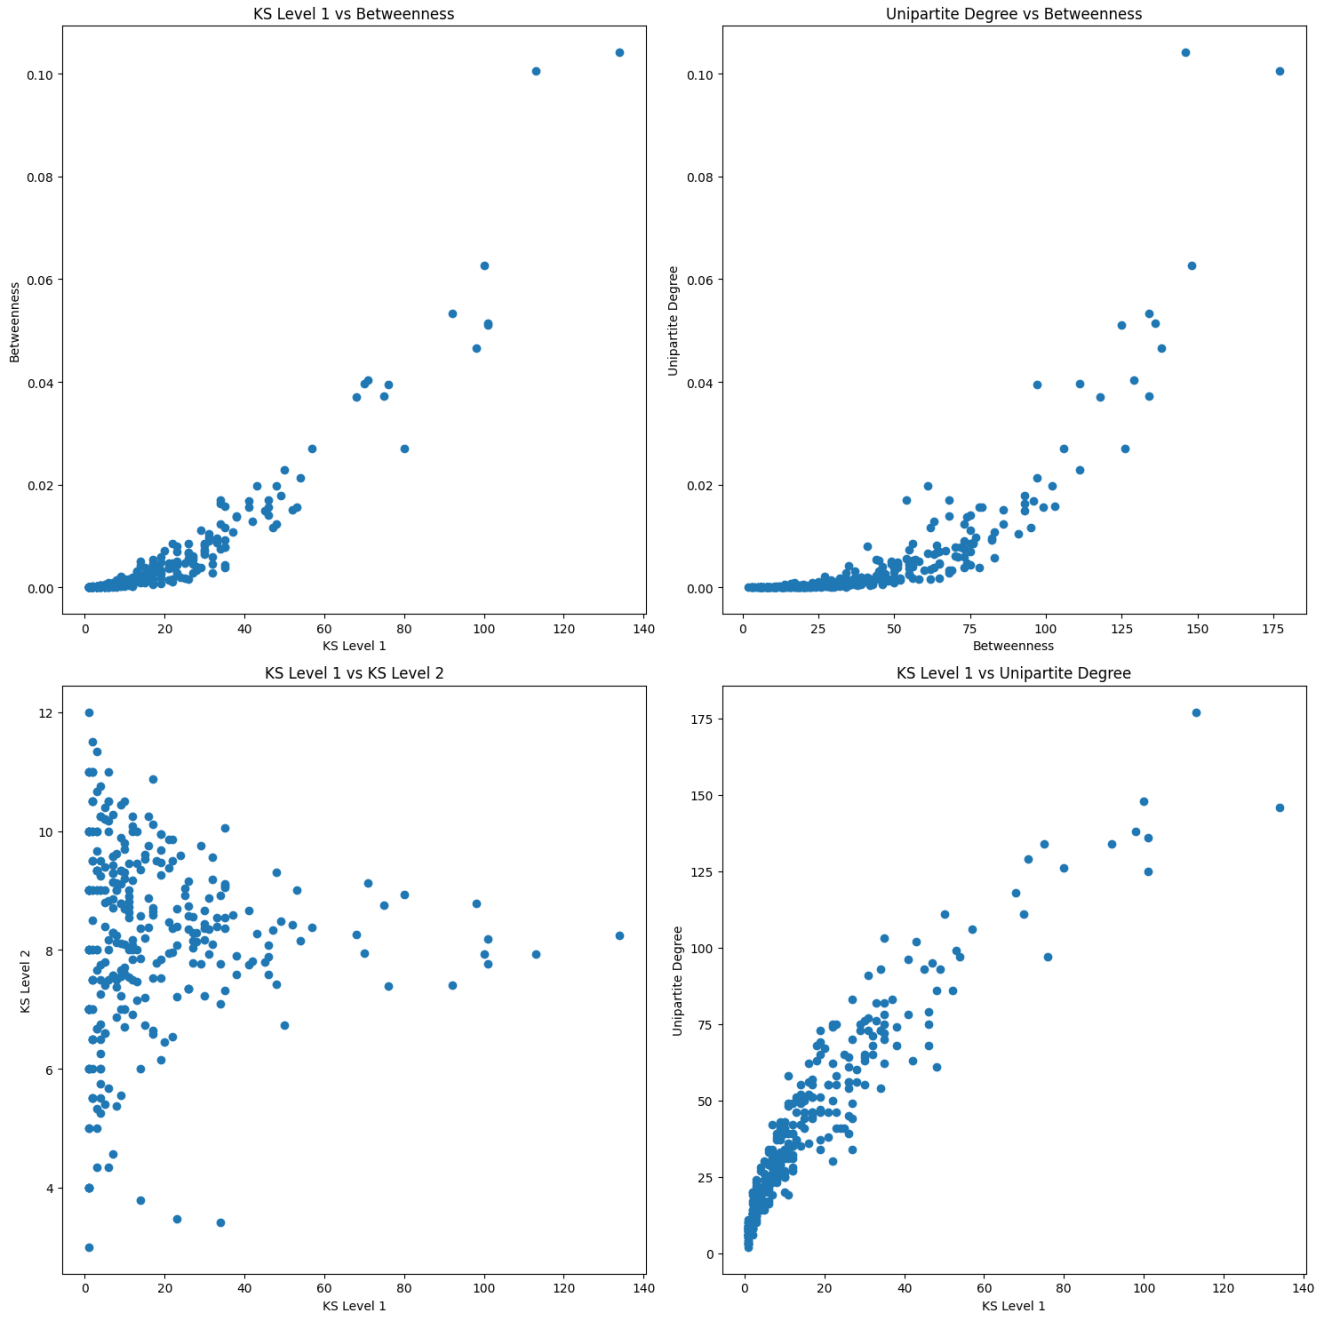 KS Level 1 vs Betweenness
Betweenness
0.10
0.08
0.06
0.04
0.02
0.00
0 20 40 60 80 100 120 140
KS Level 1
Unipartite Degree vs Betweenness
Unipartite Degree
0.10
0.08
0.06
0.04
0.02
0.00
0 25 50 75 100 125 150 175
Betweenness
KS Level 1 vs KS Level 2
KS Level 2
12
10
8
6
4
0 20 40 60 80 100 120 140
KS Level 1
KS Level 1 vs Unipartite Degree
Unipartite Degree
175
150
125
100
75
50
25
0
0 20 40 60 80 100 120 140
KS Level 1